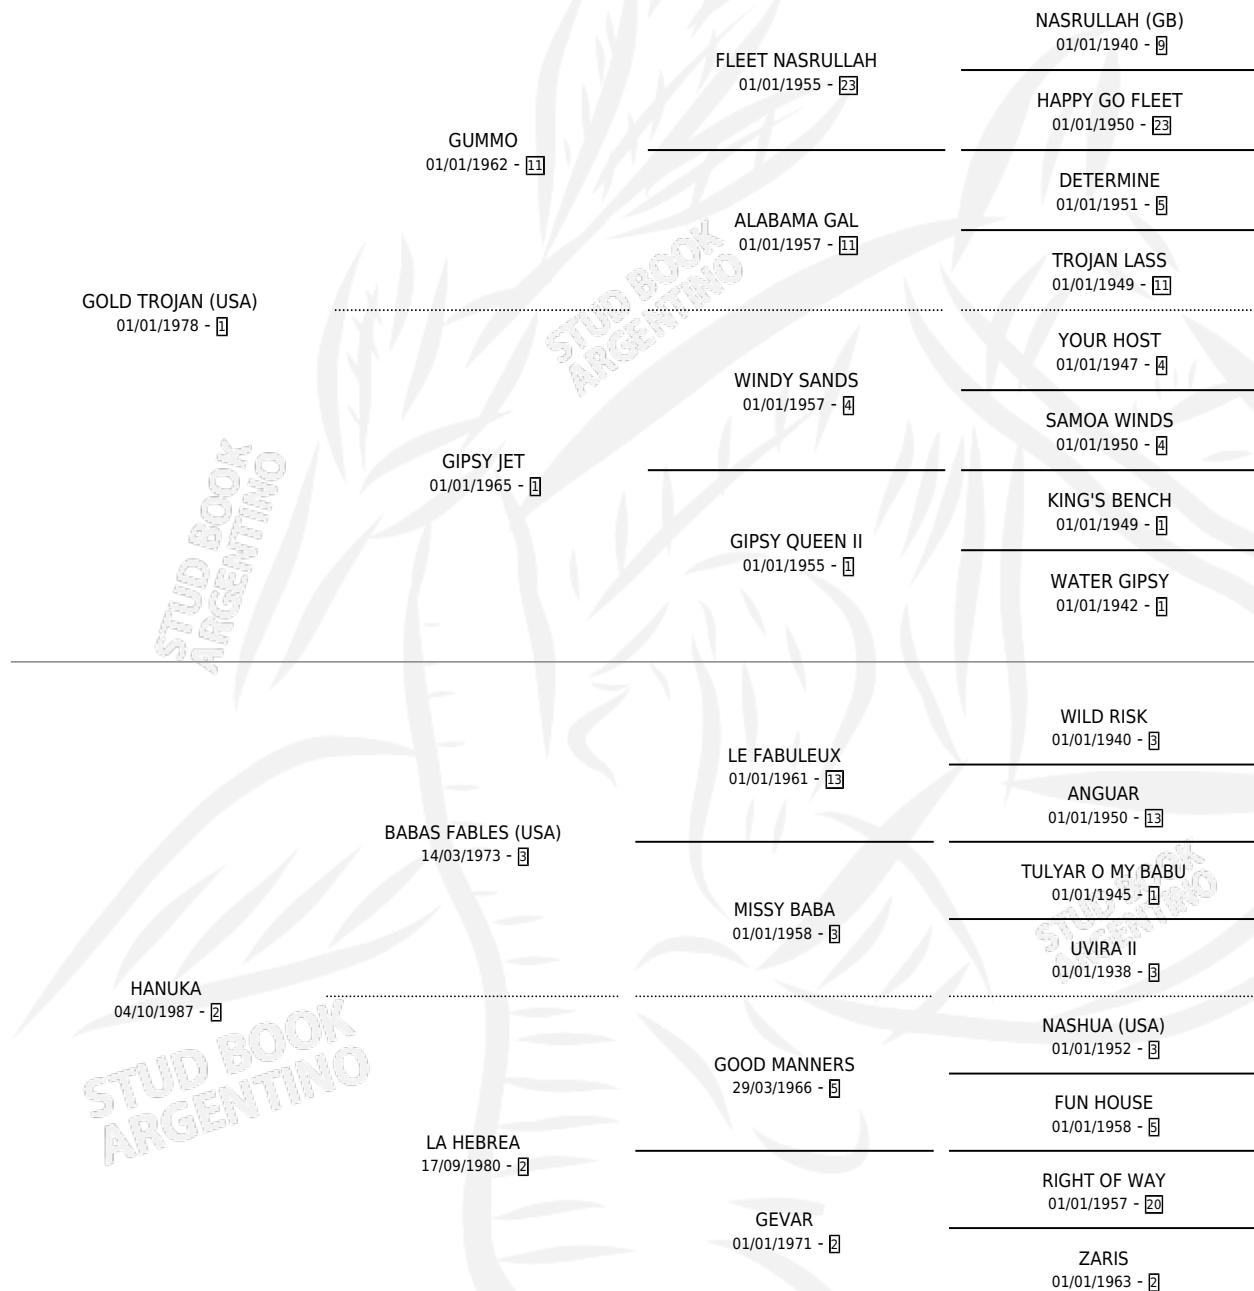 NASRULLAH (GB)
01/01/1940 - 9
FLEET NASRULLAH
01/01/1955 - 23
HAPPY GO FLEET
01/01/1950 - 23
GUMMO
01/01/1962 - 11
DETERMINE
01/01/1951 - 5
ALABAMA GAL
01/01/1957 - 11
TROJAN LASS
01/01/1949 - 11
GOLD TROJAN (USA)
01/01/1978 - 1
YOUR HOST
01/01/1947 - 4
WINDY SANDS
01/01/1957 - 4
SAMOA WINDS
01/01/1950 - 4
GIPSY JET
01/01/1965 - 1
KING'S BENCH
01/01/1949 - 1
GIPSY QUEEN II
01/01/1955 - 1
WATER GIPSY
01/01/1942 - 1
WILD RISK
01/01/1940 - 3
LE FABULEUX
01/01/1961 - 13
ANGUAR
01/01/1950 - 13
BABAS FABLES (USA)
14/03/1973 - 3
TULYAR O MY BABU
01/01/1945 - 1
MISSY BABA
01/01/1958 - 3
UVIRA II
01/01/1938 - 3
HANUKA
04/10/1987 - 2
NASHUA (USA)
01/01/1952 - 3
GOOD MANNERS
29/03/1966 - 5
FUN HOUSE
01/01/1958 - 5
LA HEBREA
17/09/1980 - 2
RIGHT OF WAY
01/01/1957 - 20
GEVAR
01/01/1971 - 2
ZARIS
01/01/1963 - 2
STUD BOOK
ARGENTINO
STUD BOOK
ARGENTINO
STUD BOOK
ARGENTINO
STUD BOOK
ARGENTINO